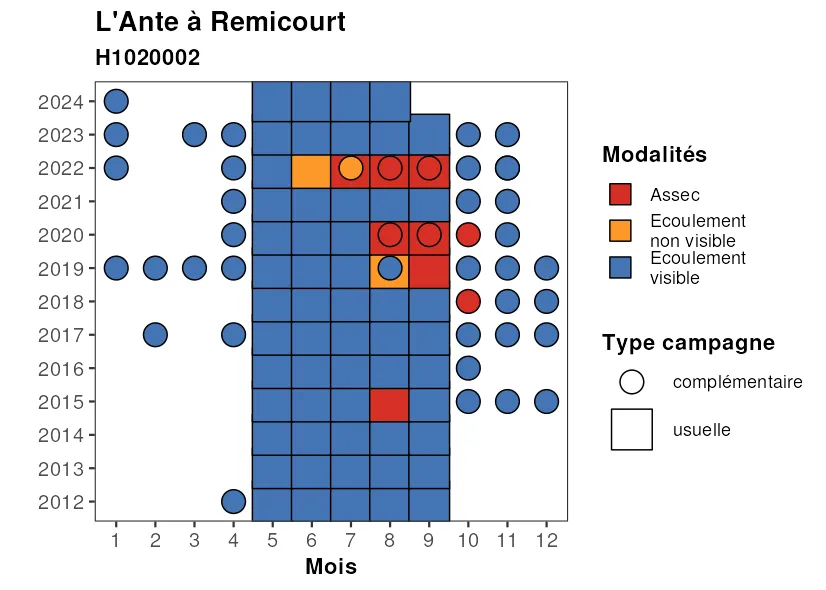 L'Ante à Remicourt
H1020002
2024
2023
2022
2021
2020
2019
2018
2017
2016
2015
2014
2013
2012
1 2 3 4 5 6 7 8 9 10 11 12
Mois
Modalités
Assec
Ecoulement
non visible
Ecoulement
visible
Type campagne
complémentaire
usuelle